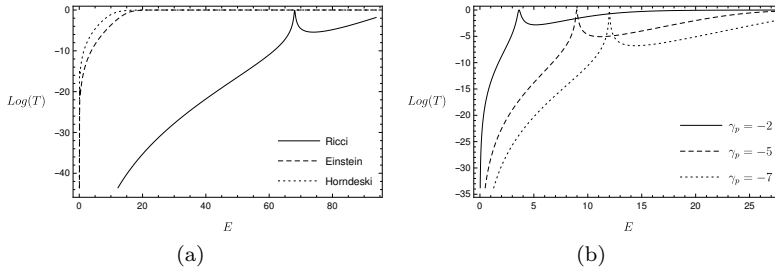 0
−10
−20
−30
−40
Log(T)
0 20 40 60 80
E
Ricci
Einstein
Horndeski
(a)
0
−5
−10
−15
−20
−25
−30
−35
Log(T)
0 5 10 15 20 25
E
γp = −2
γp = −5
γp = −7
(b)